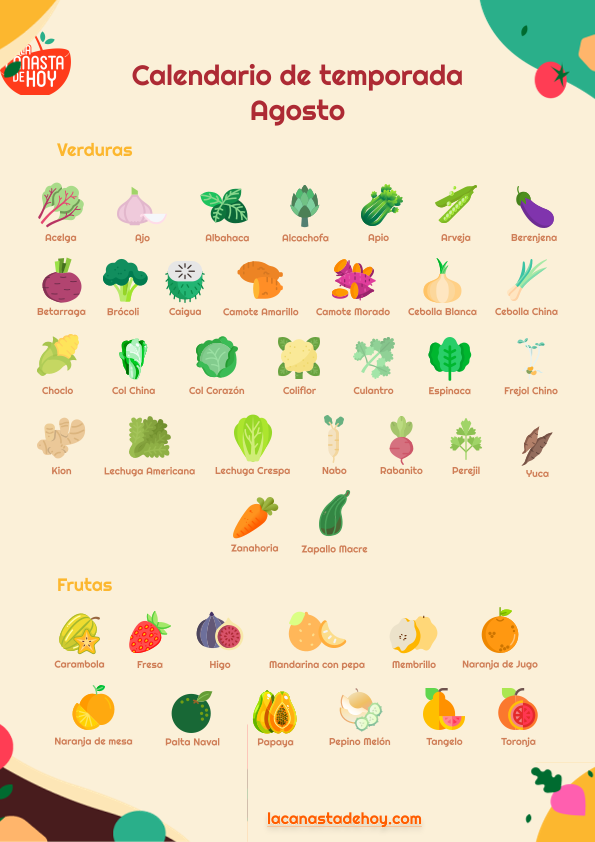 LA
CANASTA
DE HOY
Calendario de temporada
Agosto
Verduras
Acelga
Ajo
Albahaca
Alcachofa
Apio
Arveja
Berenjena
Betarraga
Brócoli
Caigua
Camote Amarillo
Camote Morado
Cebolla Blanca
Cebolla China
Choclo
Col China
Col Corazón
Coliflor
Culantro
Espinaca
Frejol Chino
Kion
Lechuga Americana
Lechuga Crespa
Nabo
Rabanito
Perejil
Yuca
Zanahoria
Zapallo Macre
Frutas
Carambola
Fresa
Higo
Mandarina con pepa
Membrillo
Naranja de Jugo
Naranja de mesa
Palta Naval
Papaya
Pepino Melón
Tangelo
Toronja
lacanastadehoy.com